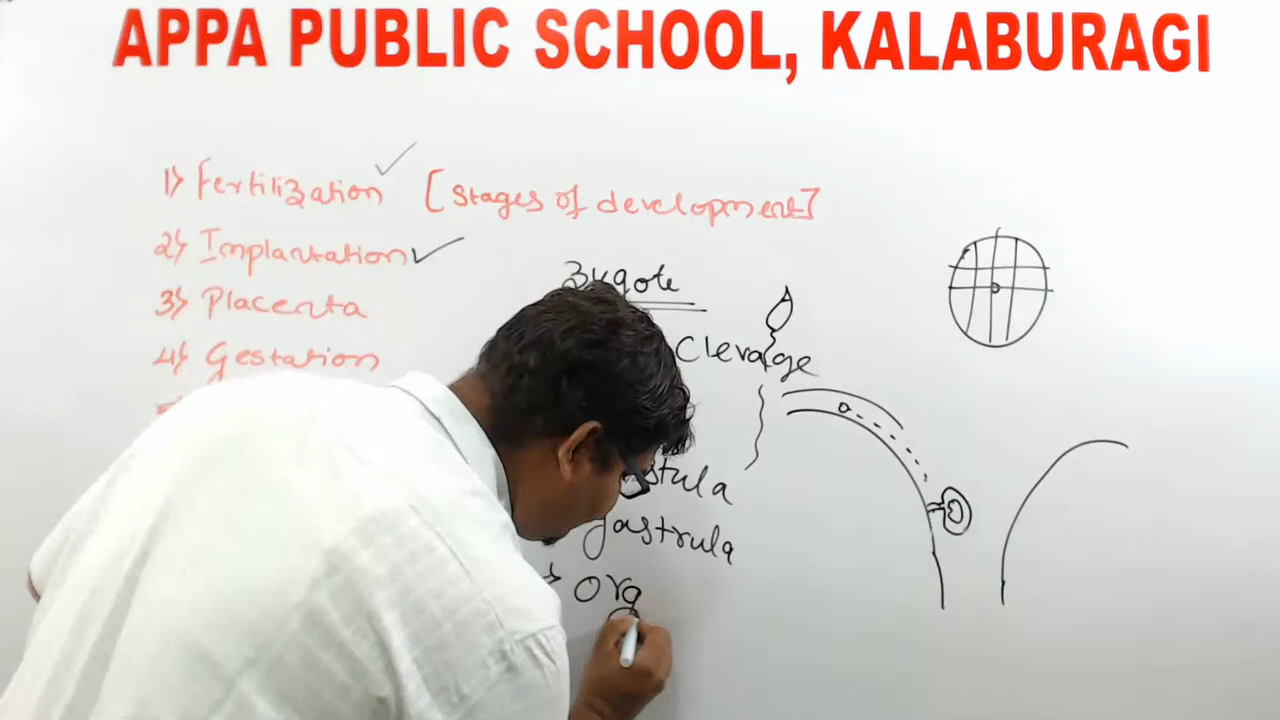 APPA PUBLIC SCHOOL, KALABURAGI
1) Fertilization [stages of development]
2) Implantation
3) Placenta
4) Gestation
Zygote
Clevage
gastrula
Org